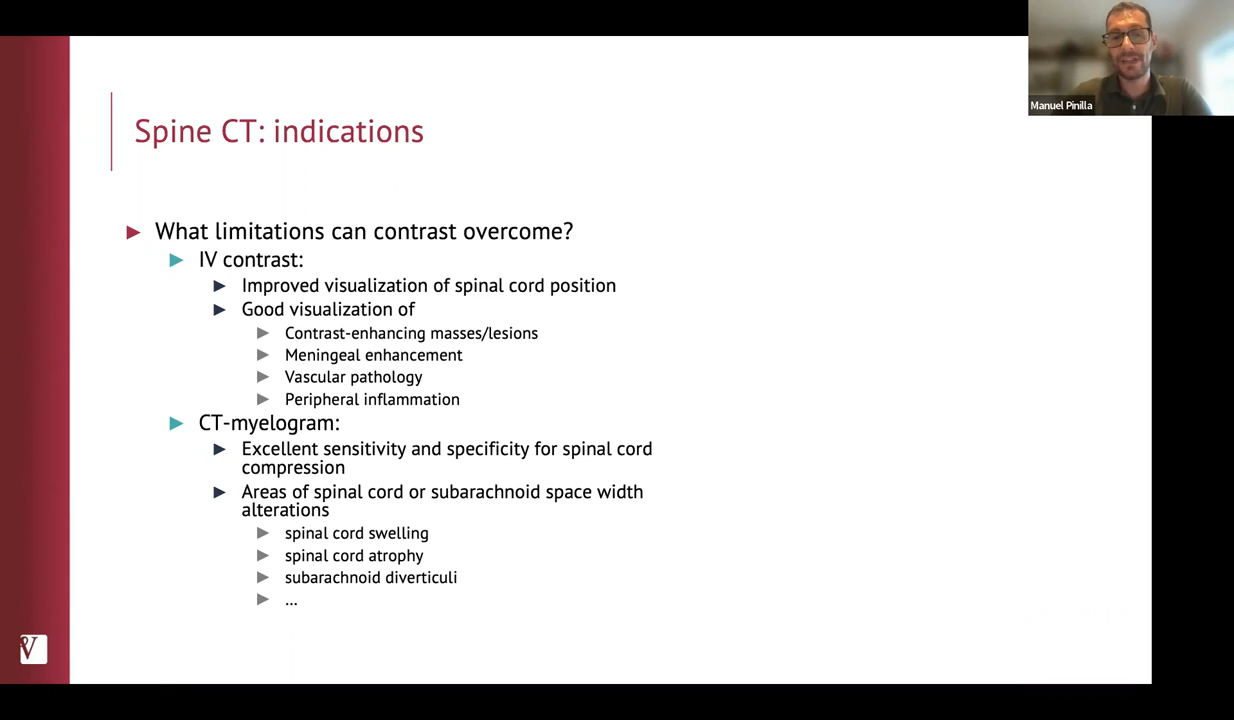 Manuel Pinilla
Spine CT: indications
What limitations can contrast overcome?
IV contrast:
Improved visualization of spinal cord position
Good visualization of
Contrast-enhancing masses/lesions
Meningeal enhancement
Vascular pathology
Peripheral inflammation
CT-myelogram:
Excellent sensitivity and specificity for spinal cord
compression
Areas of spinal cord or subarachnoid space width
alterations
spinal cord swelling
spinal cord atrophy
subarachnoid diverticuli
...
V